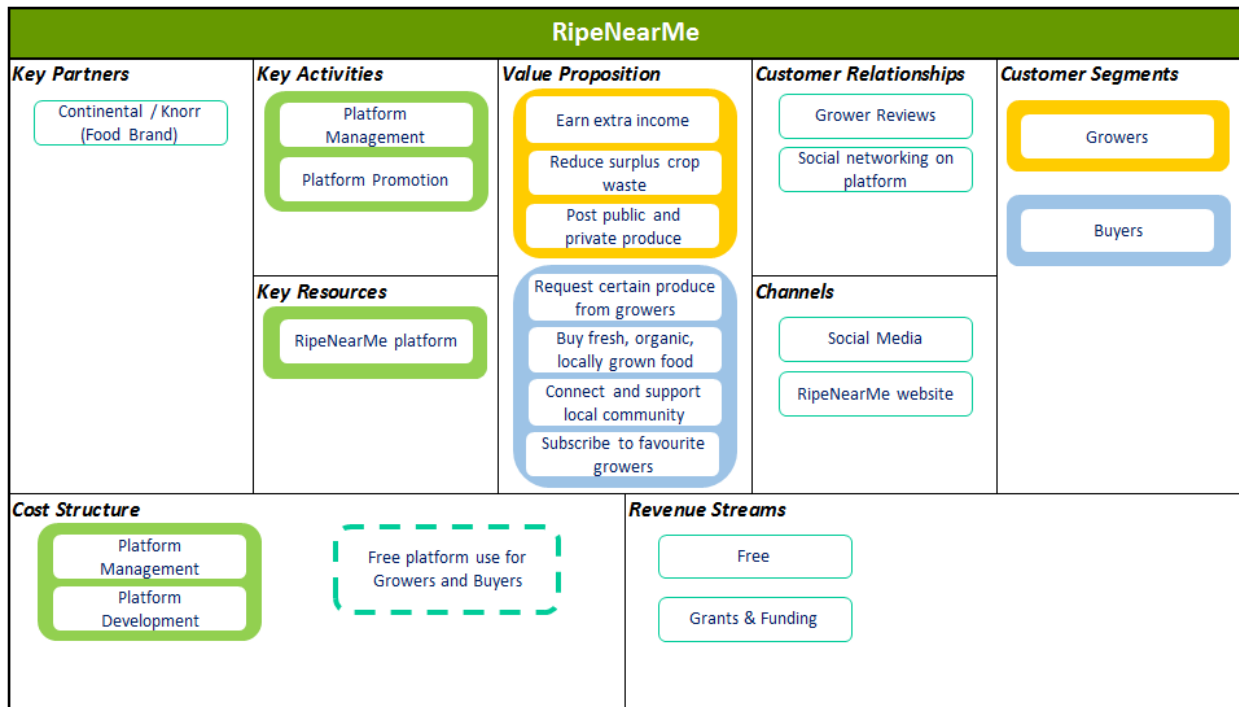 RipeNearMe
Key Partners
Continental / Knorr
(Food Brand)
Key Activities
Platform
Management
Platform Promotion
Key Resources
RipeNearMe platform
Value Proposition
Earn extra income
Reduce surplus crop
waste
Post public and
private produce
Request certain produce
from growers
Buy fresh, organic,
locally grown food
Connect and support
local community
Subscribe to favourite
growers
Customer Relationships
Grower Reviews
Social networking on
platform
Channels
Social Media
RipeNearMe website
Customer Segments
Growers
Buyers
Cost Structure
Platform
Management
Platform
Development
Free platform use for
Growers and Buyers
Revenue Streams
Free
Grants & Funding